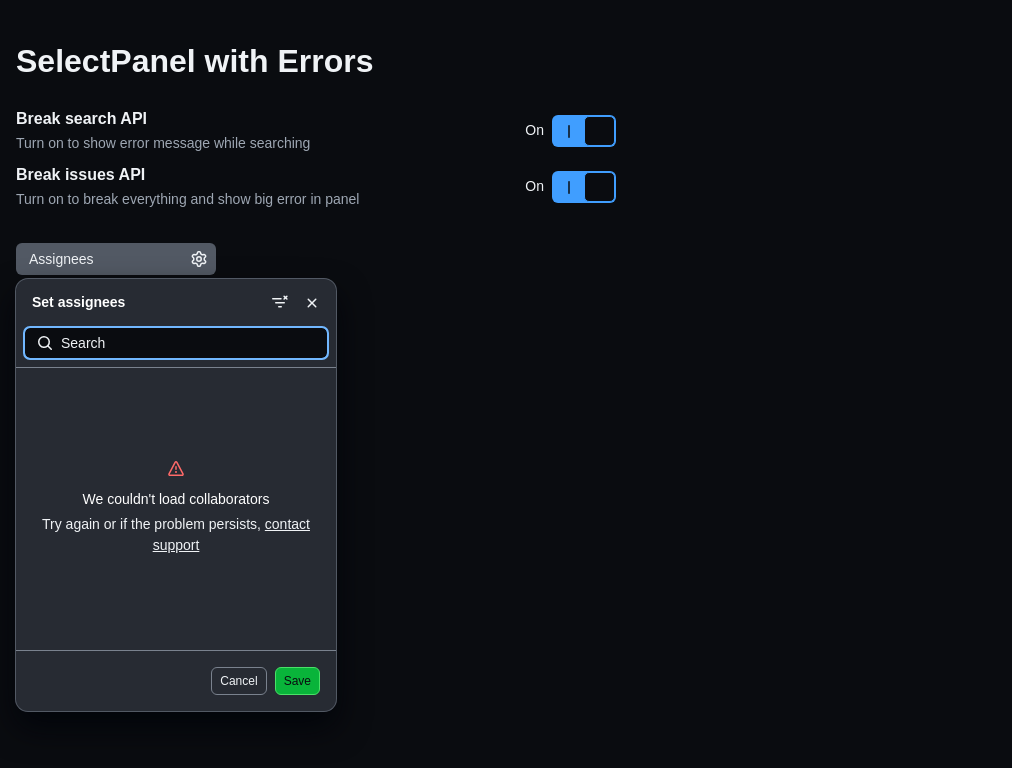 SelectPanel with Errors
Break search API
Turn on to show error message while searching
On
Break issues API
Turn on to break everything and show big error in panel
On
Assignees
Set assignees
Search
We couldn't load collaborators
Try again or if the problem persists, contact
support
Cancel
Save